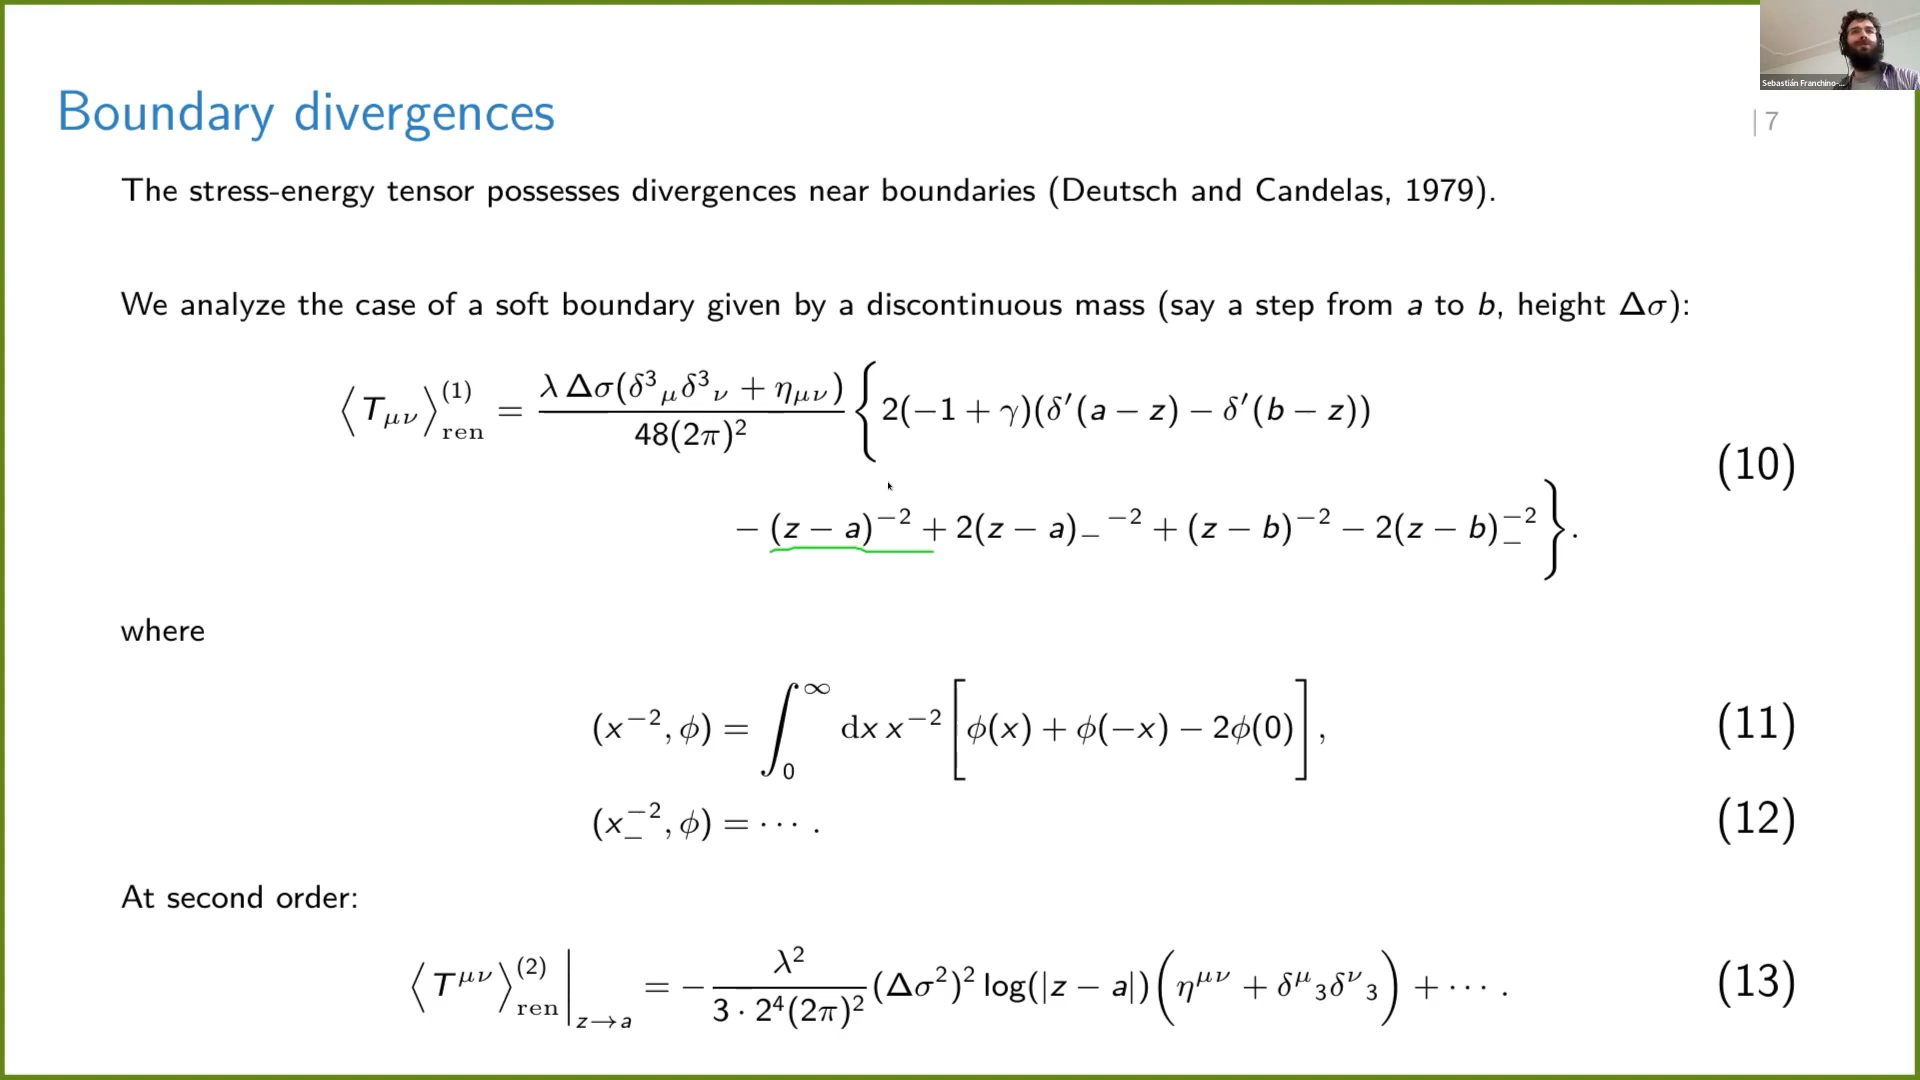 Sebastián Franchino-...
Boundary divergences
| 7
The stress-energy tensor possesses divergences near boundaries (Deutsch and Candelas, 1979).
We analyze the case of a soft boundary given by a discontinuous mass (say a step from a to b, height Δσ):
⟨T_{μν}⟩^{(1)}_{ren} = \frac{λ Δσ(δ^3_μ δ^3_ν + η_{μν})}{48(2π)^2} { 2(−1 + γ)(δ′(a − z) − δ′(b − z))
− (z − a)^{−2} + 2(z − a)_−^{−2} + (z − b)^{−2} − 2(z − b)_−^{−2} }. (10)
where
(x^{−2}, φ) = ∫_0^∞ dx x^{−2} [φ(x) + φ(−x) − 2φ(0)], (11)
(x_−^{−2}, φ) = ··· . (12)
At second order:
⟨T^{μν}⟩^{(2)}_{ren} |_{z→a} = − \frac{λ^2}{3 · 2^4(2π)^2} (Δσ^2)^2 log(|z − a|) (η^{μν} + δ^μ_3 δ^ν_3) + ··· . (13)